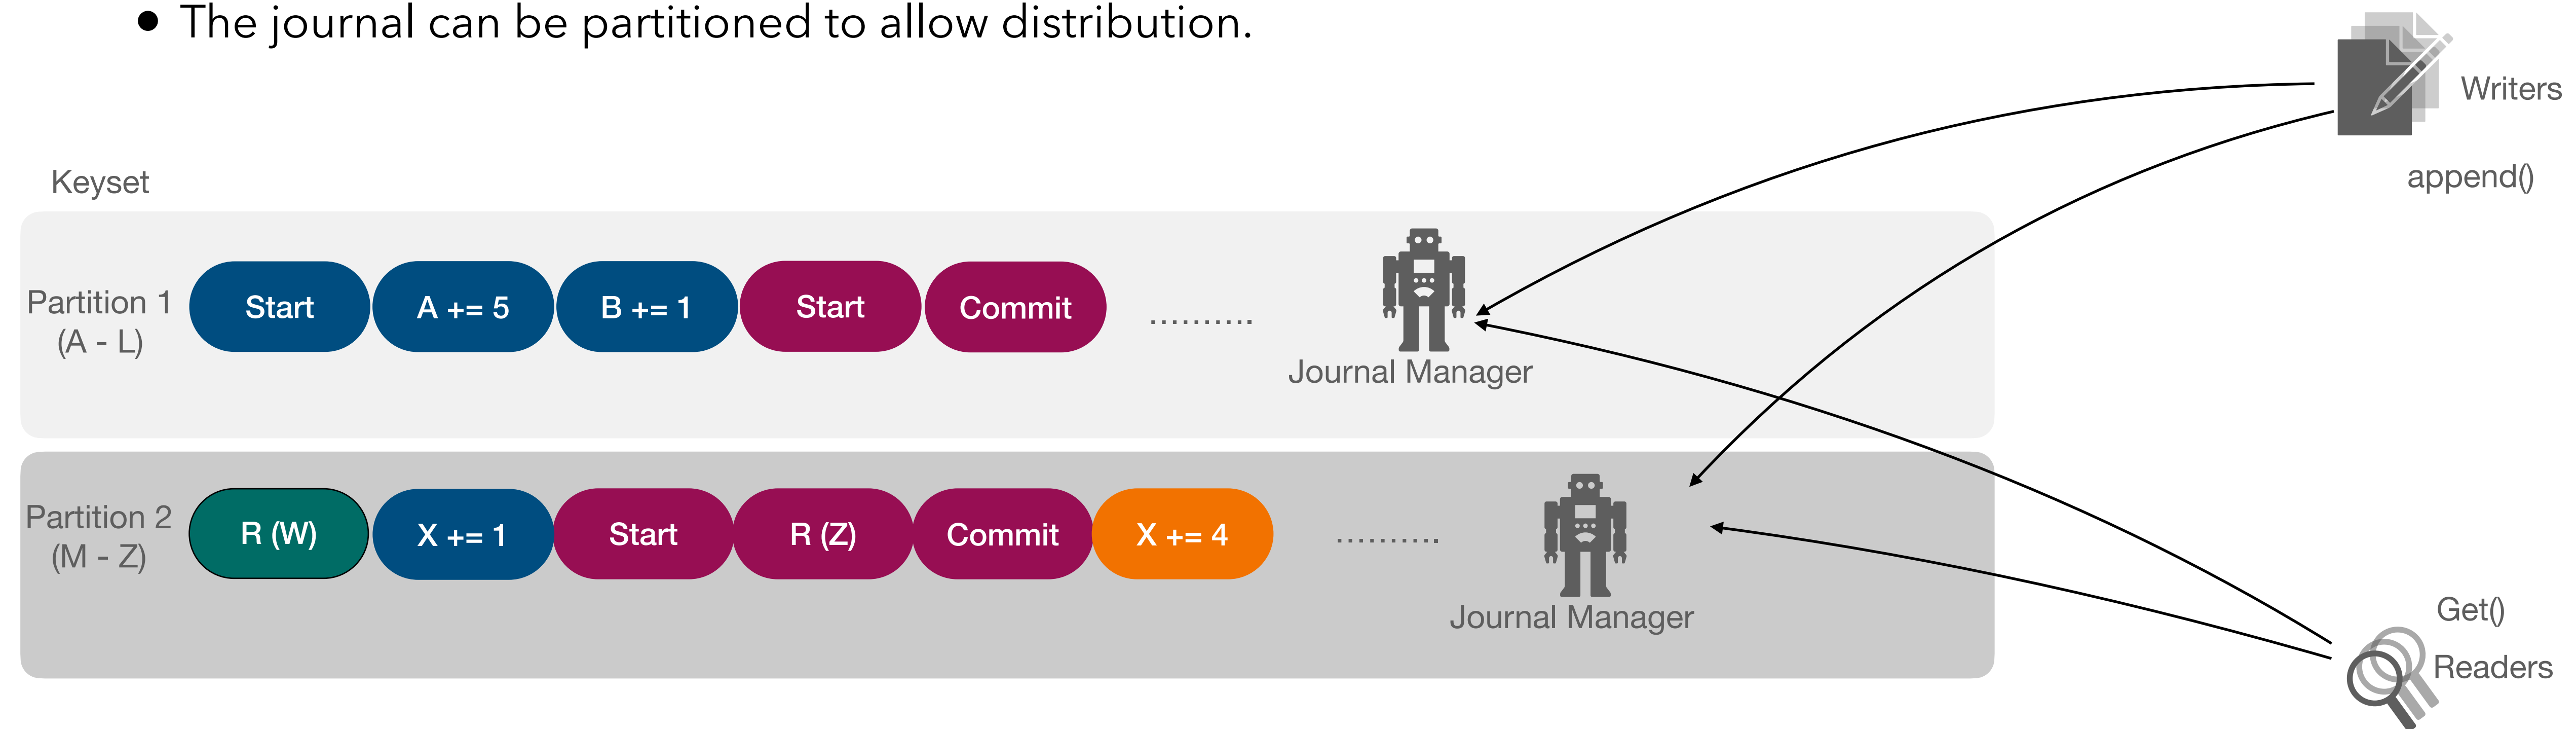 • The journal can be partitioned to allow distribution.
Writers
append()
Keyset
Partition 1
(A - L)
Start
A += 5
B += 1
Start
Commit
..........
Journal Manager
Partition 2
(M - Z)
R (W)
X += 1
Start
R (Z)
Commit
X += 4
..........
Journal Manager
Get()
Readers